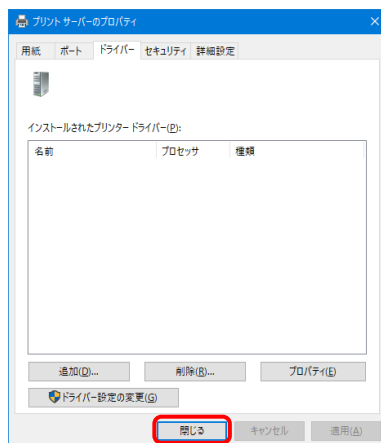 プリント サーバーのプロパティ
用紙 ポート ドライバー セキュリティ 詳細設定
インストールされたプリンター ドライバー(P):
名前 プロセッサ 種類
追加(D)... 削除(R)... プロパティ(E)
ドライバー設定の変更(G)
閉じる キャンセル 適用(A)